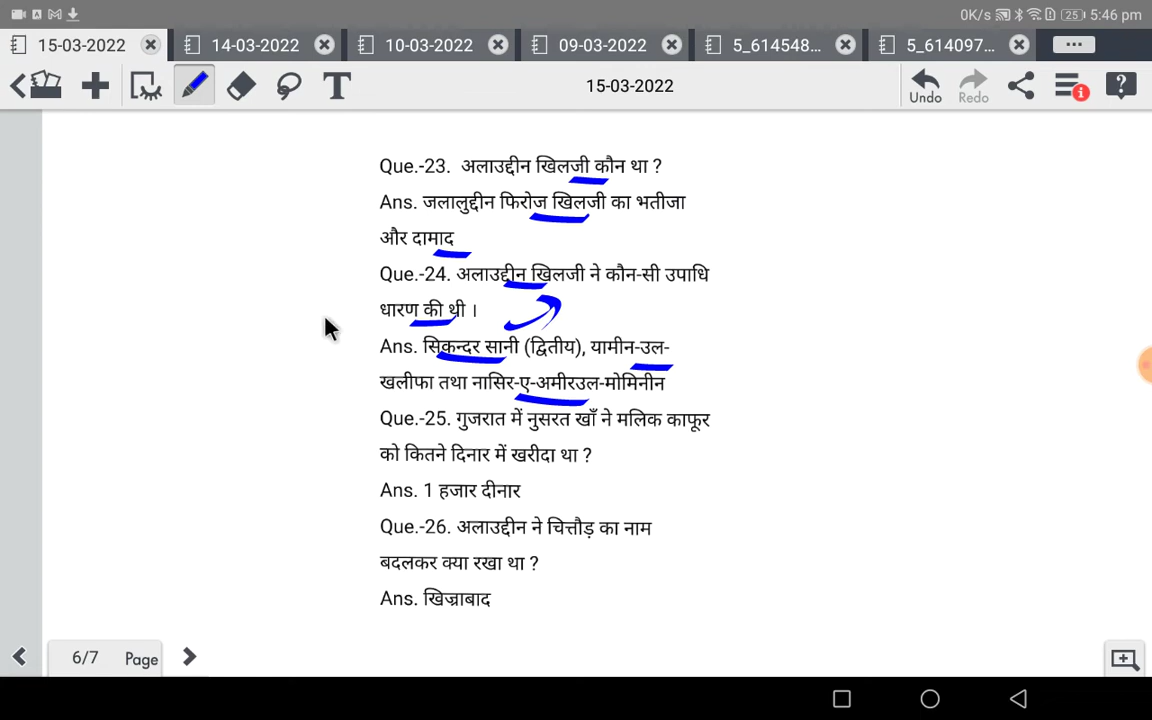 0K/s 25 5:46 pm
15-03-2022 14-03-2022 10-03-2022 09-03-2022 5_614548... 5_614097... ...
T 15-03-2022 Undo Redo
Que.-23. अलाउद्दीन खिलजी कौन था ?
Ans. जलालुद्दीन फिरोज खिलजी का भतीजा
और दामाद
Que.-24. अलाउद्दीन खिलजी ने कौन-सी उपाधि
धारण की थी ।
Ans. सिकन्दर सानी (द्वितीय), यामीन-उल-
खलीफा तथा नासिर-ए-अमीरउल-मोमिनीन
Que.-25. गुजरात में नुसरत खाँ ने मलिक काफूर
को कितने दिनार में खरीदा था ?
Ans. 1 हजार दीनार
Que.-26. अलाउद्दीन ने चित्तौड़ का नाम
बदलकर क्या रखा था ?
Ans. खिज्राबाद
6/7 Page